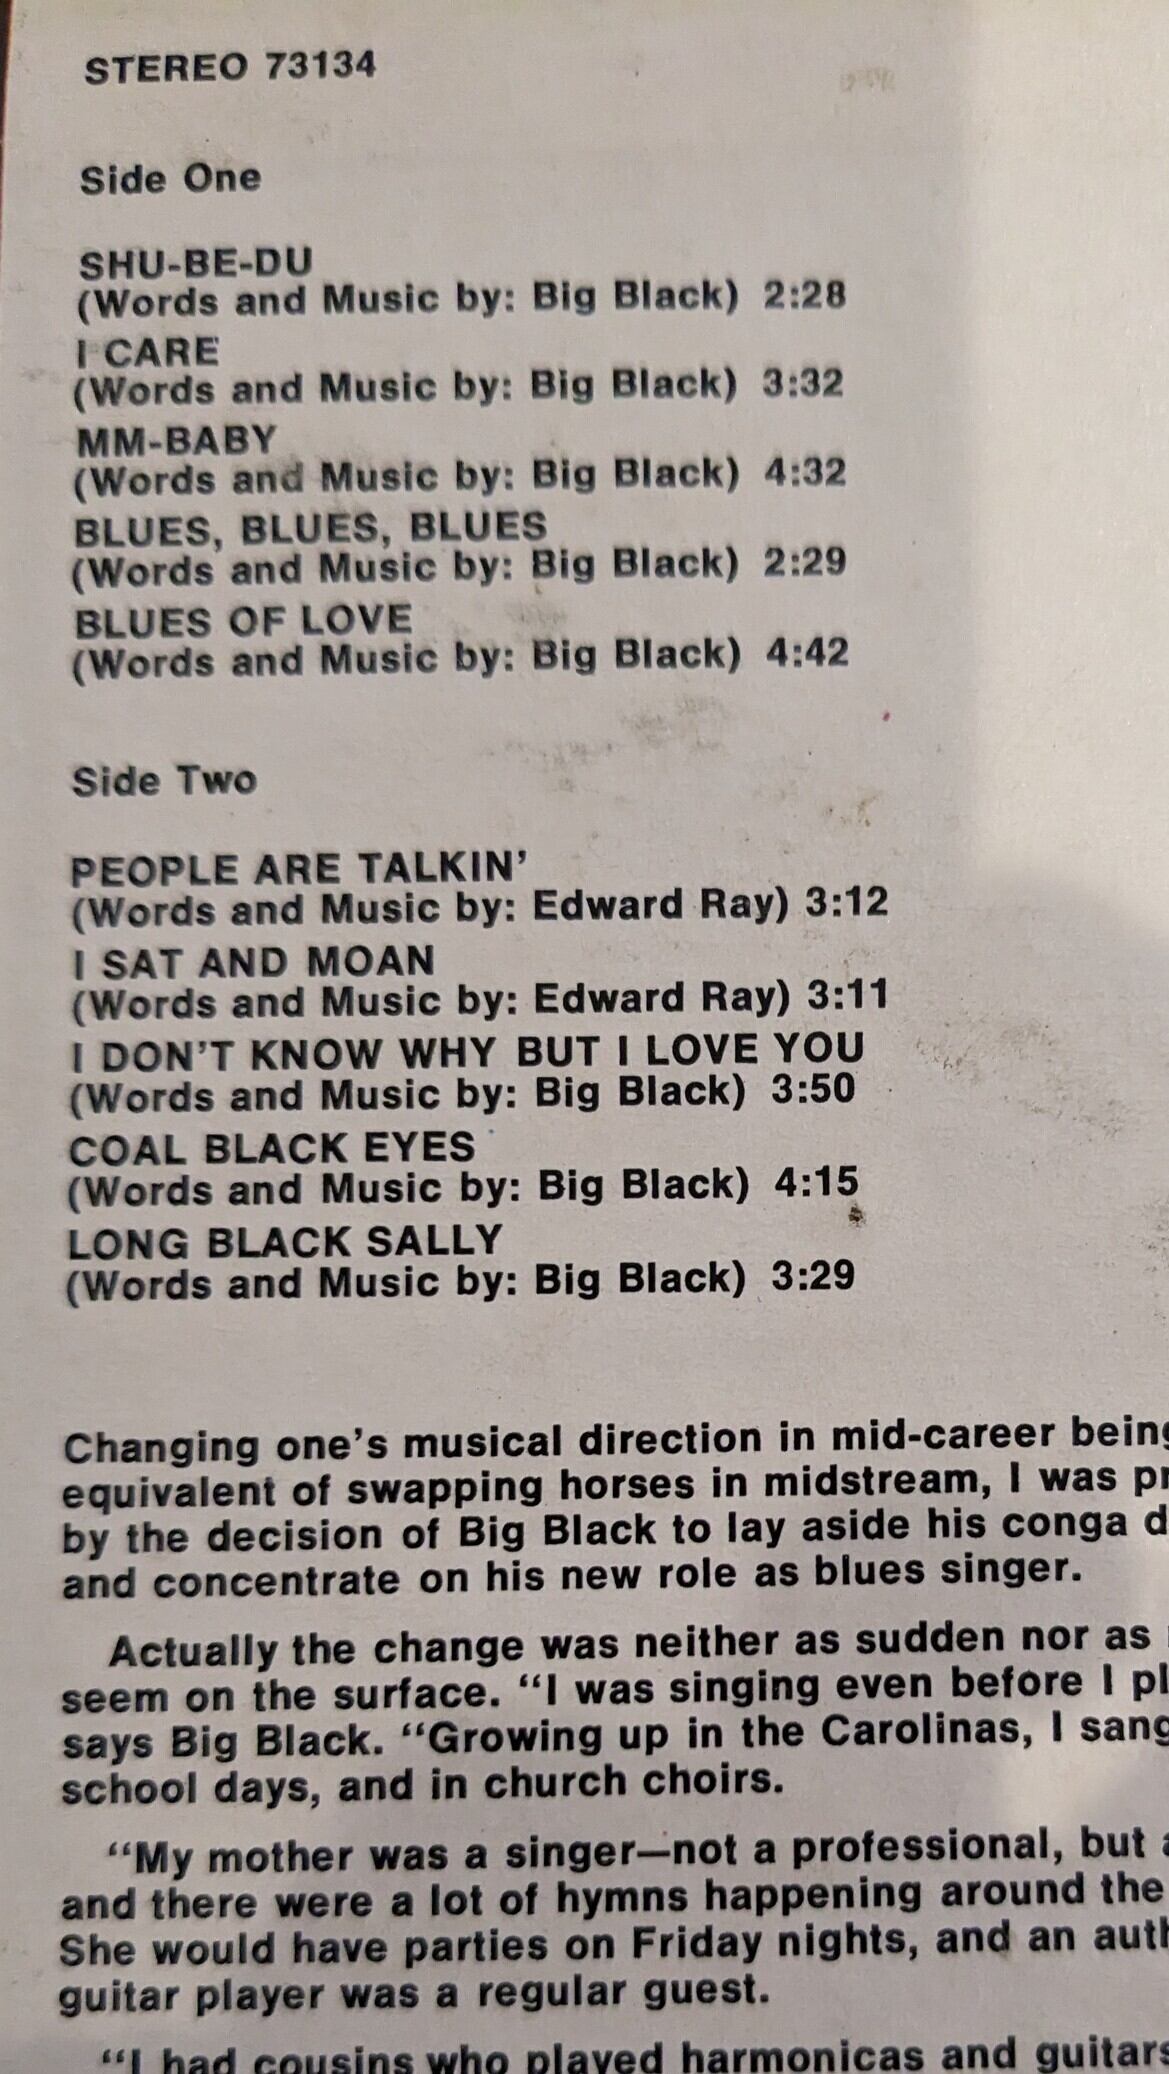 STEREO 73134
Side One
SHU-BE-DU
(Words and Music by: Big Black) 2:28
I CARE
(Words and Music by: Big Black) 3:32
MM-BABY
(Words and Music by: Big Black) 4:32
BLUES, BLUES, BLUES
(Words and Music by: Big Black) 2:29
BLUES OF LOVE
(Words and Music by: Big Black) 4:42
Side Two
PEOPLE ARE TALKIN’
(Words and Music by: Edward Ray) 3:12
I SAT AND MOAN
(Words and Music by: Edward Ray) 3:11
I DON’T KNOW WHY BUT I LOVE YOU
(Words and Music by: Big Black) 3:50
COAL BLACK EYES
(Words and Music by: Big Black) 4:15
LONG BLACK SALLY
(Words and Music by: Big Black) 3:29
Changing one’s musical direction in mid-career being
equivalent of swapping horses in midstream, I was
by the decision of Big Black to lay aside his conga
and concentrate on his new role as blues singer.
Actually the change was neither as sudden nor as
seem on the surface. “I was singing even before I
says Big Black. “Growing up in the Carolinas, I sang
school days, and in church choirs.
“My mother was a singer—not a professional, but
and there were a lot of hymns happening around the
She would have parties on Friday nights, and an
guitar player was a regular guest.
“I had cousins who played harmonicas and guitars